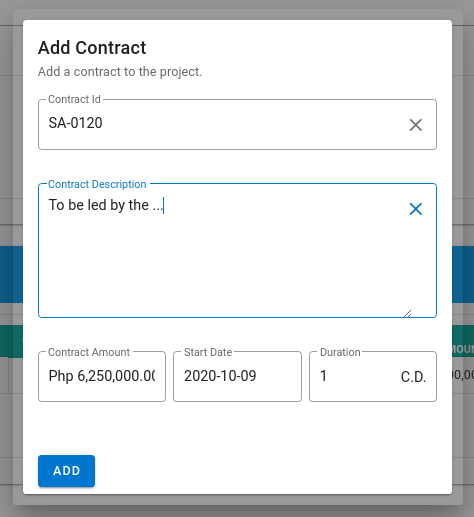 Add Contract
Add a contract to the project.
Contract Id
SA-0120
Contract Description
To be led by the ...
Contract Amount
Start Date
Duration
Php 6,250,000.00
2020-10-09
1
C.D.
ADD